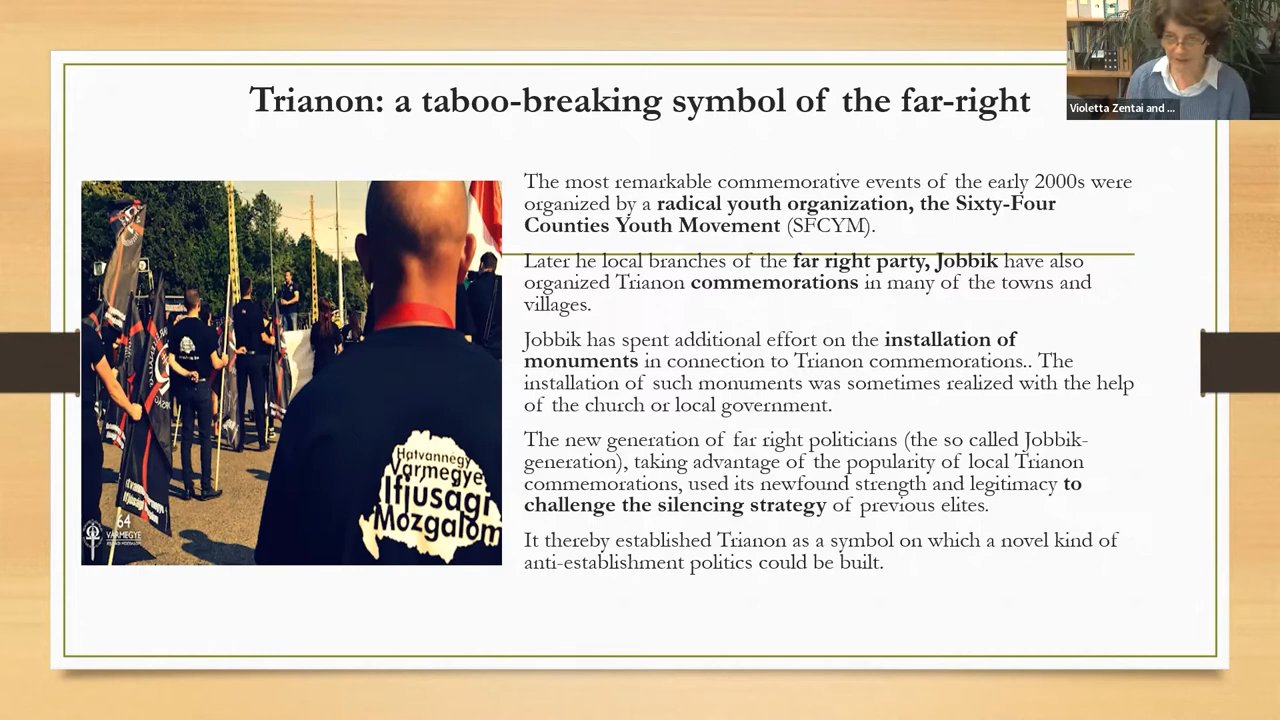 Trianon: a taboo-breaking symbol of the far-right
Violetta Zentai and ...
The most remarkable commemorative events of the early 2000s were
organized by a radical youth organization, the Sixty-Four
Counties Youth Movement (SFCYM).
Later he local branches of the far right party, Jobbik have also
organized Trianon commemorations in many of the towns and
villages.
Jobbik has spent additional effort on the installation of
monuments in connection to Trianon commemorations.. The
installation of such monuments was sometimes realized with the help
of the church or local government.
The new generation of far right politicians (the so called Jobbik-
generation), taking advantage of the popularity of local Trianon
commemorations, used its newfound strength and legitimacy to
challenge the silencing strategy of previous elites.
It thereby established Trianon as a symbol on which a novel kind of
anti-establishment politics could be built.
Hatvannégy
Vármegye
Ifjúsági
Mozgalom
64
VÁRMEGYE